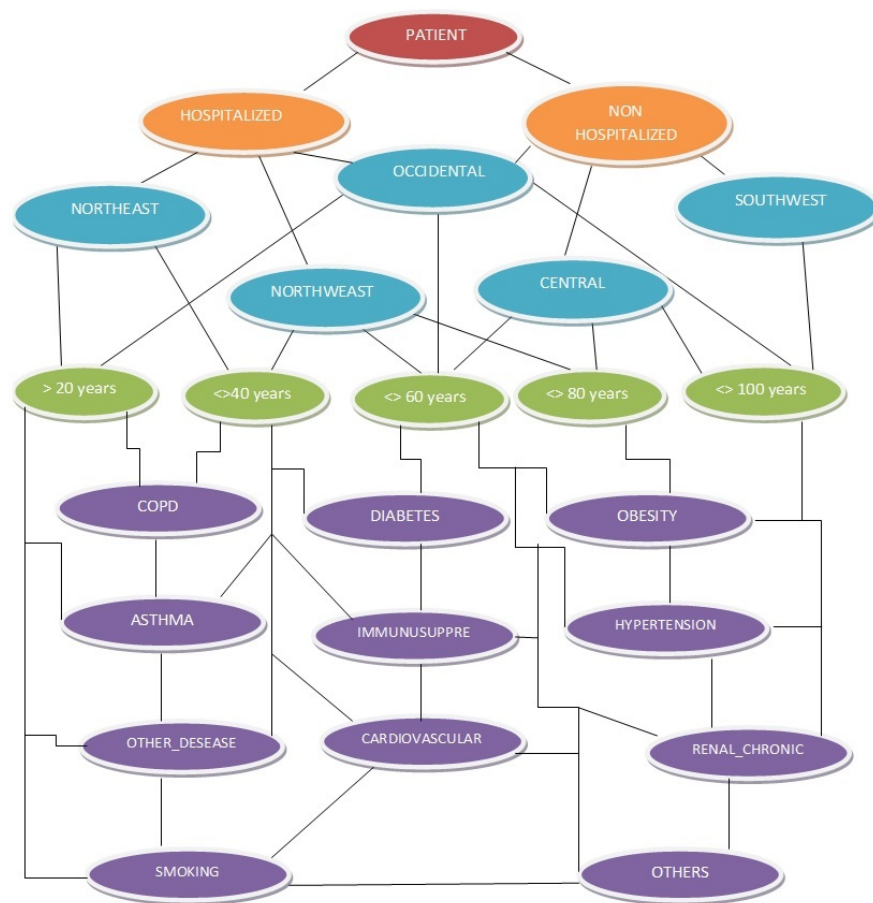 PATIENT
HOSPITALIZED
NON
HOSPITALIZED
OCCIDENTAL
NORTHEAST
SOUTHWEST
NORTHWEAST
CENTRAL
> 20 years
<>40 years
<> 60 years
<> 80 years
<> 100 years
COPD
DIABETES
OBESITY
ASTHMA
IMMUNUSUPPRE
HYPERTENSION
OTHER_DESEASE
CARDIOVASCULAR
RENAL_CHRONIC
SMOKING
OTHERS